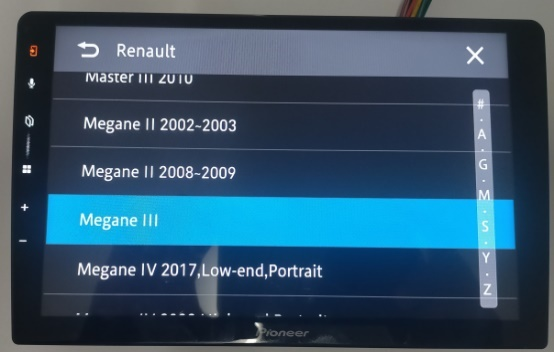 Renault
Master III 2010
Megane II 2002~2003
Megane II 2008~2009
Megane III
Megane IV 2017,Low-end,Portrait
#
A
G
M
S
Y
Z
+
-
Pioneer